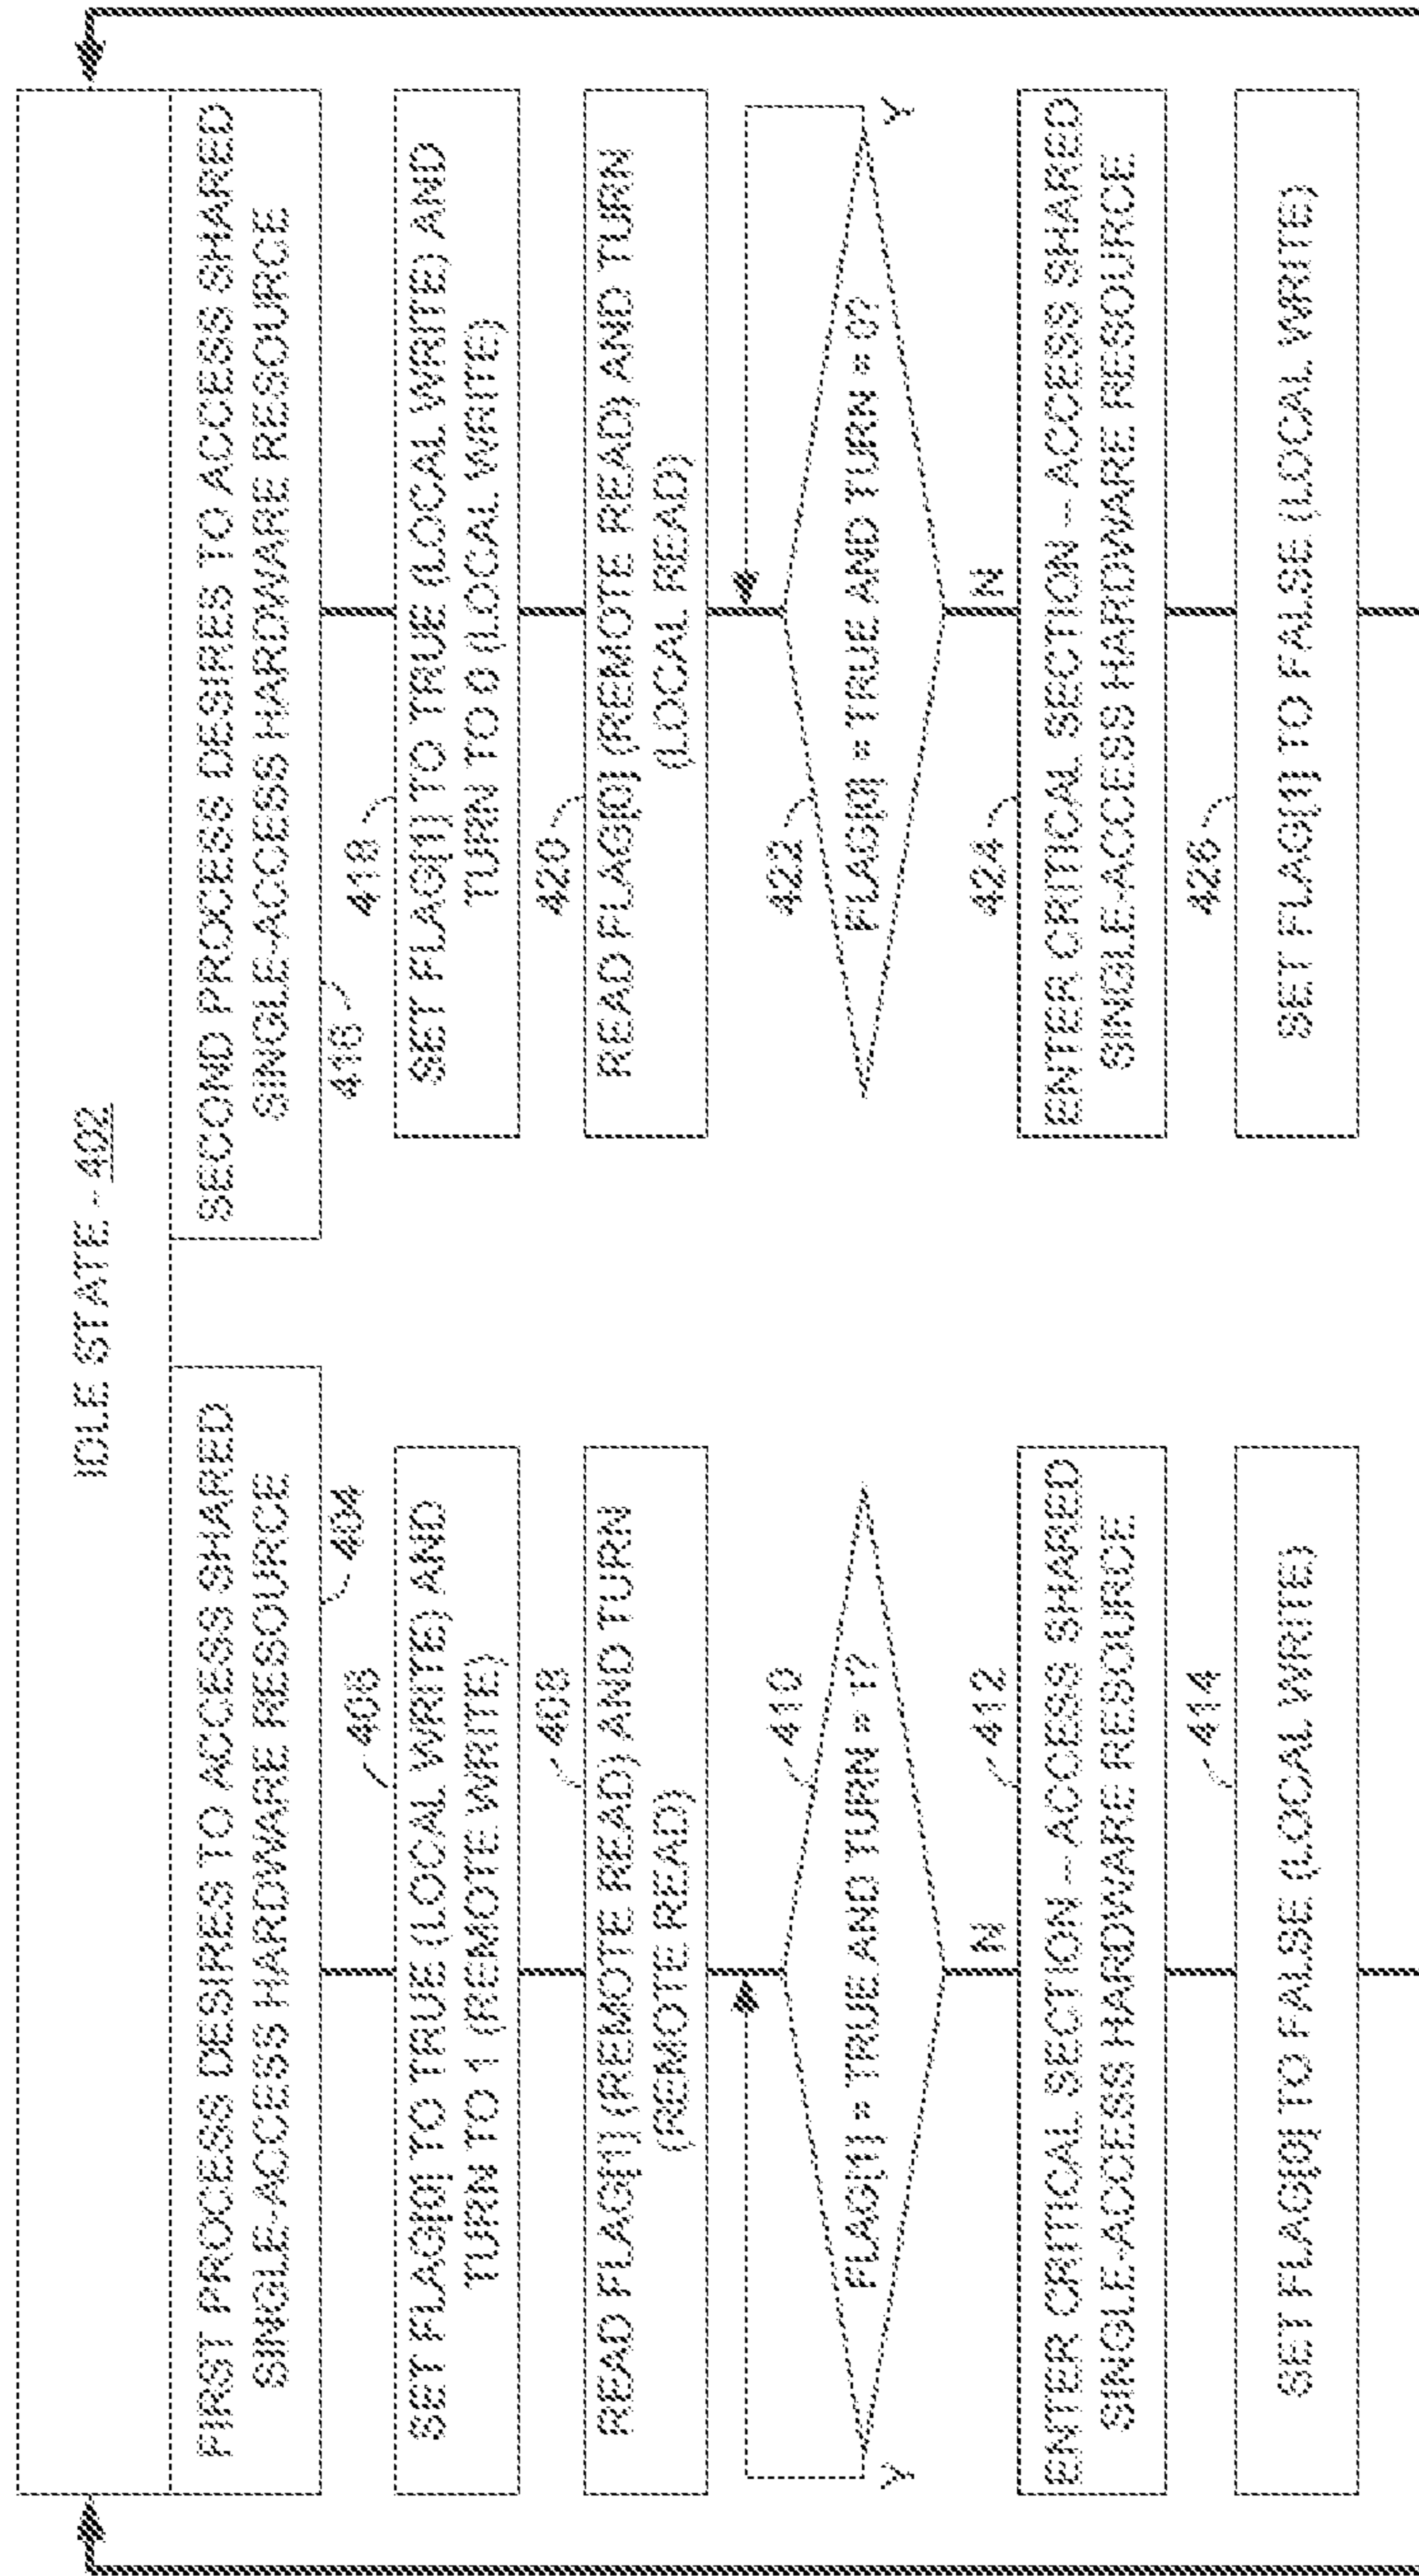 IDLE STATE - 402
FIRST PROCESS DESIRES TO ACCESS SHARED
SINGLE-ACCESS HARDWARE RESOURCE
404
406
SET FLAG[0] TO TRUE (LOCAL WRITE) AND
TURN TO 1 (REMOTE WRITE)
408
READ FLAG[1] (REMOTE READ) AND TURN
(REMOTE READ)
410
FLAG[1] = TRUE AND TURN = 1?
Y
N
412
ENTER CRITICAL SECTION -- ACCESS SHARED
SINGLE-ACCESS HARDWARE RESOURCE
414
SET FLAG[0] TO FALSE (LOCAL WRITE)
SECOND PROCESS DESIRES TO ACCESS SHARED
SINGLE-ACCESS HARDWARE RESOURCE
416
418
SET FLAG[1] TO TRUE (LOCAL WRITE) AND
TURN TO 0 (LOCAL WRITE)
420
READ FLAG[0] (REMOTE READ) AND TURN
(LOCAL READ)
422
FLAG[0] = TRUE AND TURN = 0?
Y
N
424
ENTER CRITICAL SECTION -- ACCESS SHARED
SINGLE-ACCESS HARDWARE RESOURCE
426
SET FLAG[1] TO FALSE (LOCAL WRITE)